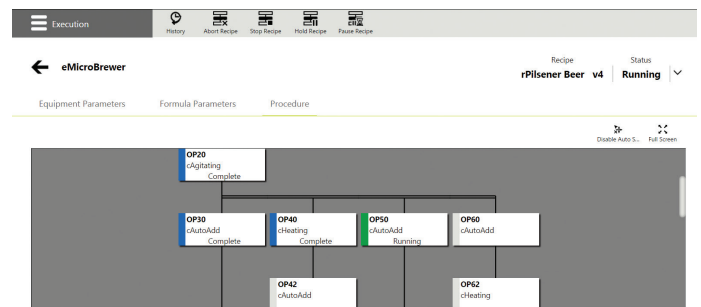 Execution
History
Abort Recipe
Stop Recipe
Hold Recipe
Pause Recipe
eMicroBrewer
Recipe
Status
rPilsener Beer v4
Running
Equipment Parameters
Formula Parameters
Procedure
Disable Auto S...
Full Screen
OP20
cAgitating
Complete
OP30
cAutoAdd
Complete
OP40
cHeating
Complete
OP50
cAutoAdd
Running
OP60
cAutoAdd
OP42
cAutoAdd
OP62
cHeating